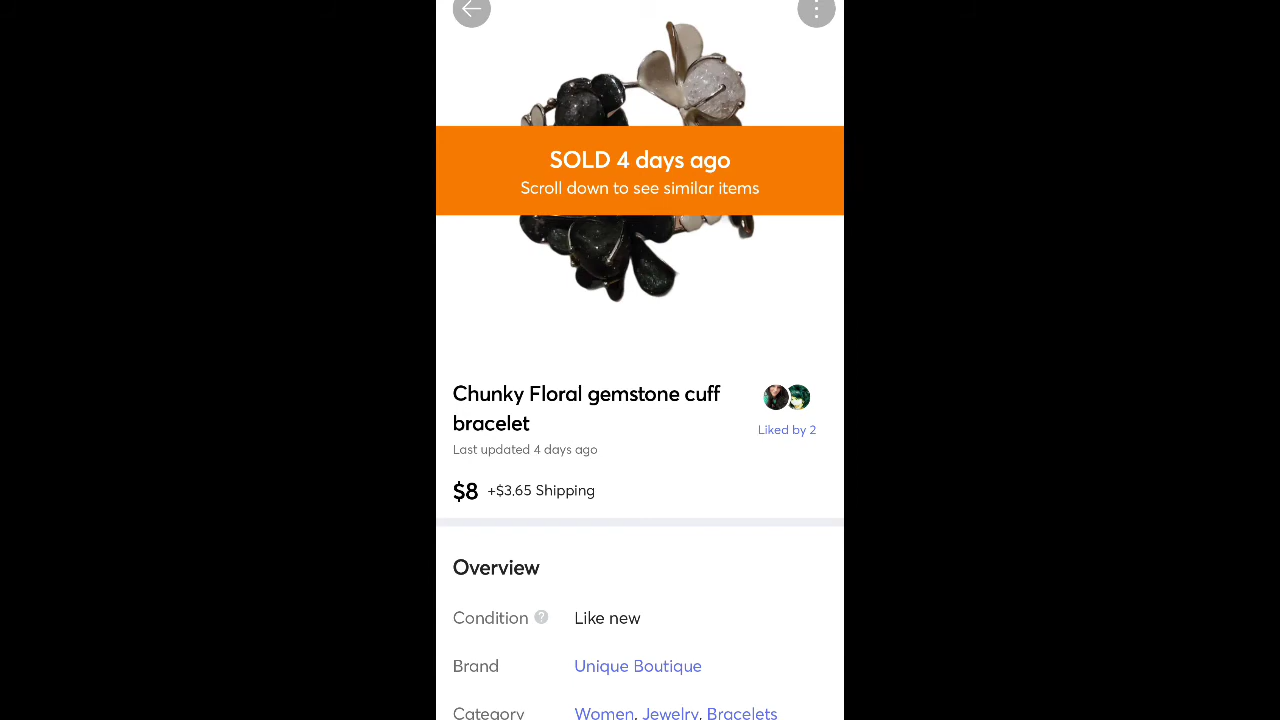 SOLD 4 days ago
Scroll down to see similar items
Chunky Floral gemstone cuff
bracelet
Liked by 2
Last updated 4 days ago
$8 +$3.65 Shipping
Overview
Condition ? Like new
Brand Unique Boutique
Category Women, Jewelry, Bracelets